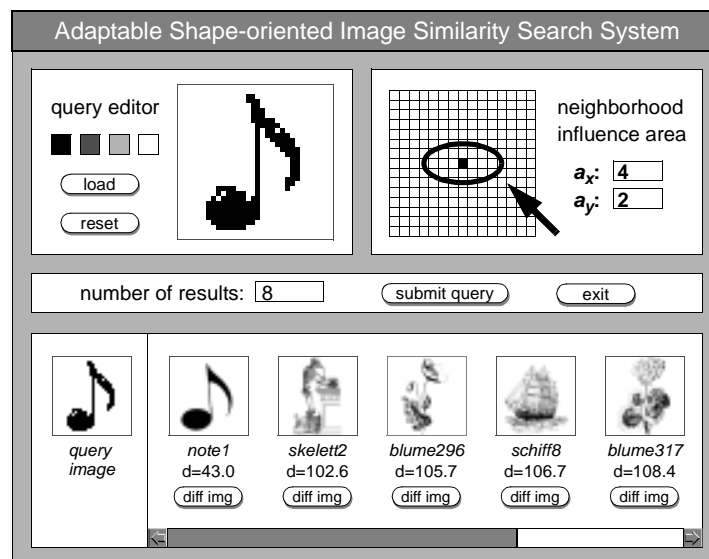 Adaptable Shape-oriented Image Similarity Search System
query editor
load
reset
neighborhood
influence area
ax: 4
ay: 2
number of results: 8
submit query
exit
query
image
note1
d=43.0
diff img
skelett2
d=102.6
diff img
blume296
d=105.7
diff img
schiff8
d=106.7
diff img
blume317
d=108.4
diff img